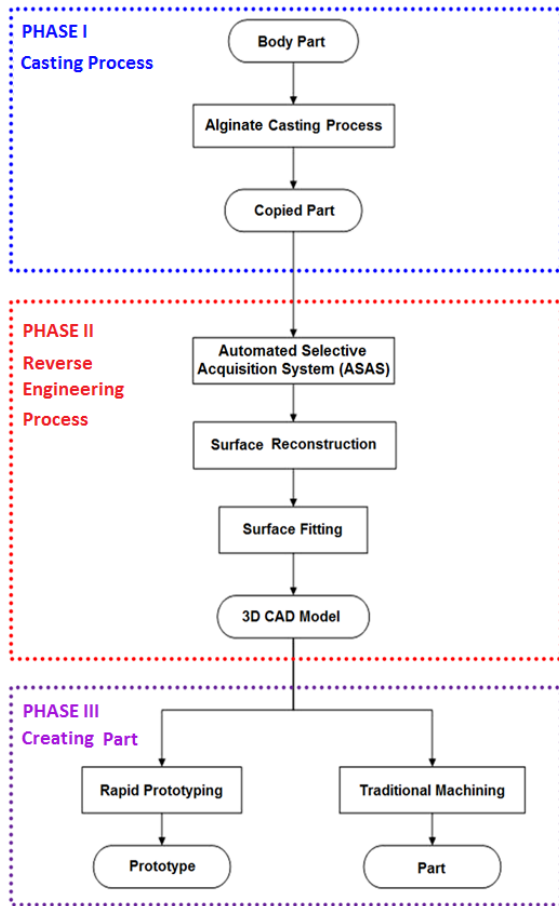 PHASE I
Casting Process
Body Part
Alginate Casting Process
Copied Part
PHASE II
Reverse
Engineering
Process
Automated Selective
Acquisition System (ASAS)
Surface Reconstruction
Surface Fitting
3D CAD Model
PHASE III
Creating Part
Rapid Prototyping
Traditional Machining
Prototype
Part